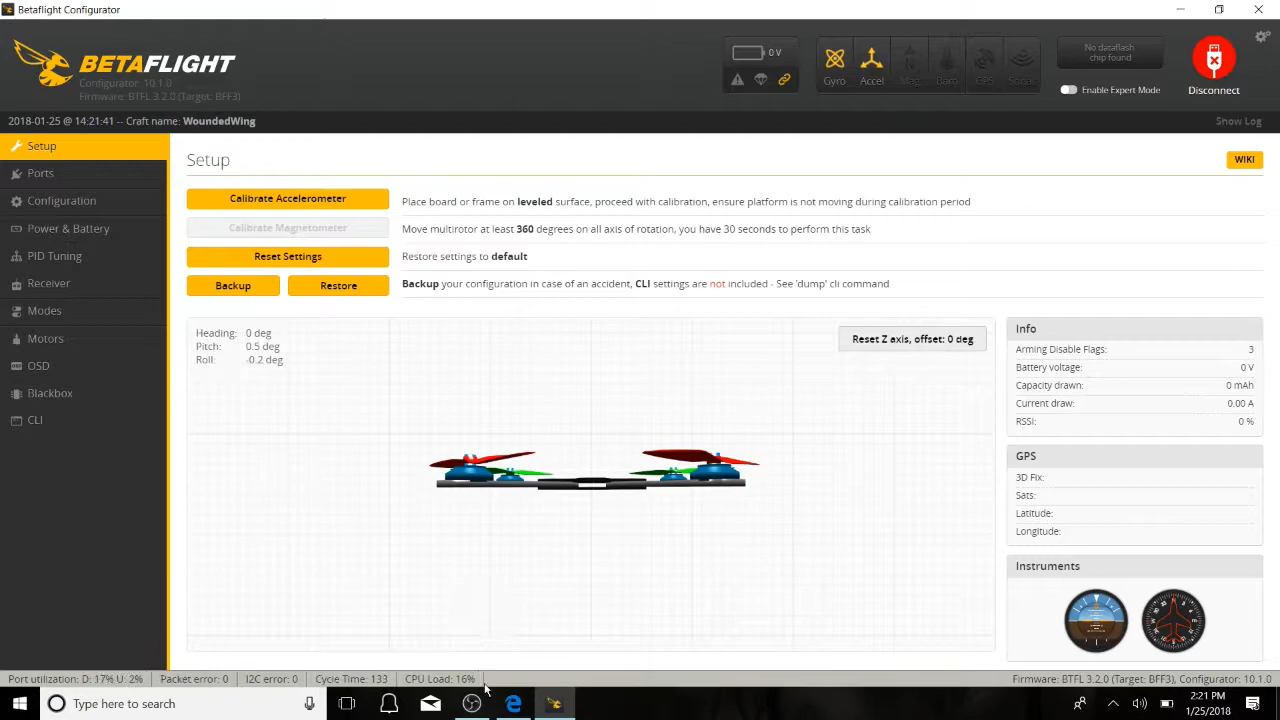 Betaflight Configurator
BETAFLIGHT
Configurator: 10.1.0
Firmware: BTFL 3.2.0 (Target: BFF3)
0 V
Gyro
Accel
Mag
Baro
GPS
Sonar
No dataflash
chip found
Enable Expert Mode
Disconnect
2018-01-25 @ 14:21:41 -- Craft name: WoundedWing
Show Log
Setup
Ports
Configuration
Power & Battery
PID Tuning
Receiver
Modes
Motors
OSD
Blackbox
CLI
Setup
WIKI
Calibrate Accelerometer
Place board or frame on leveled surface, proceed with calibration, ensure platform is not moving during calibration period
Calibrate Magnetometer
Move multirotor at least 360 degrees on all axis of rotation, you have 30 seconds to perform this task
Reset Settings
Restore settings to default
Backup
Restore
Backup your configuration in case of an accident, CLI settings are not included - See 'dump' cli command
Heading: 0 deg
Pitch: 0.5 deg
Roll: -0.2 deg
Reset Z axis, offset: 0 deg
Info
Arming Disable Flags: 3
Battery voltage: 0 V
Capacity drawn: 0 mAh
Current draw: 0.00 A
RSSI: 0 %
GPS
3D Fix:
Sats:
Latitude:
Longitude:
Instruments
Port utilization: D: 17% U: 2%
Packet error: 0
I2C error: 0
Cycle Time: 133
CPU Load: 16%
Firmware: BTFL 3.2.0 (Target: BFF3), Configurator: 10.1.0
Type here to search
2:21 PM
1/25/2018